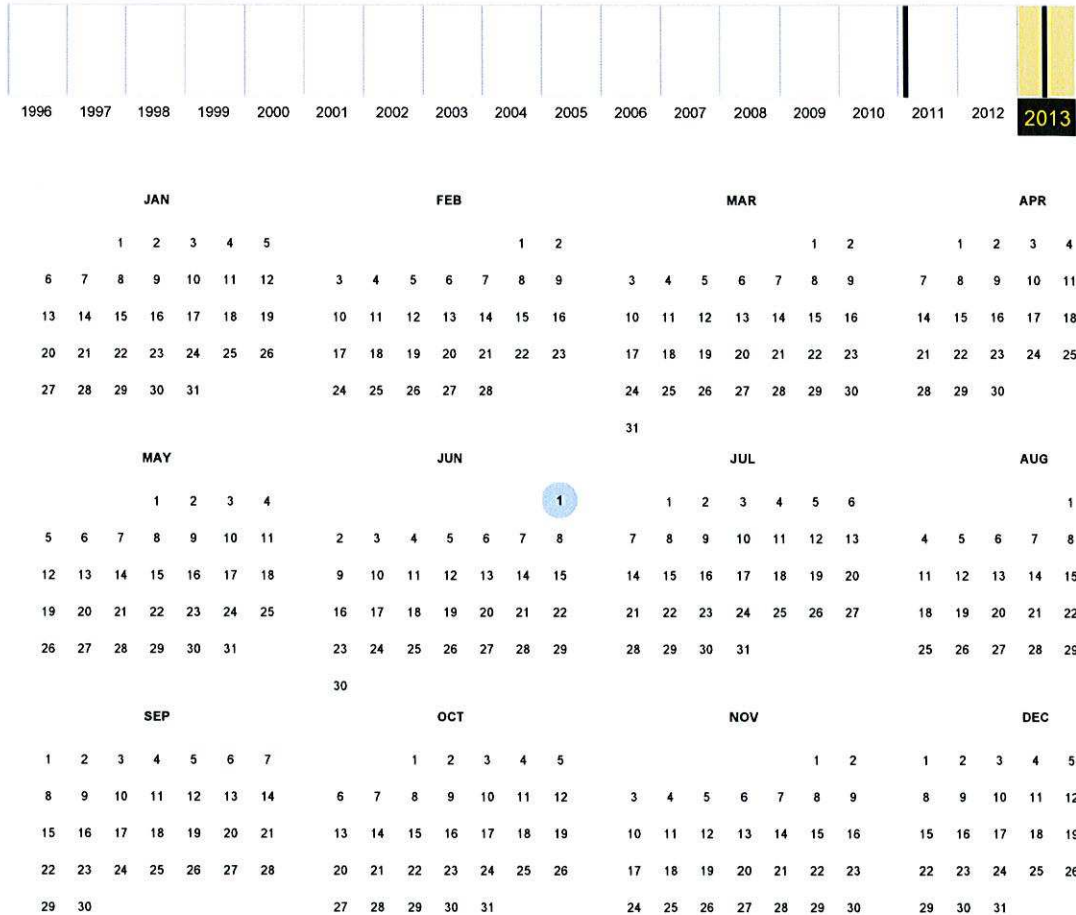 1996 1997 1998 1999 2000 2001 2002 2003 2004 2005 2006 2007 2008 2009 2010 2011 2012 2013
JAN FEB MAR APR
1 2 3 4 5 1 2 1 2 1 2 3 4
6 7 8 9 10 11 12 3 4 5 6 7 8 9 3 4 5 6 7 8 9 7 8 9 10 11
13 14 15 16 17 18 19 10 11 12 13 14 15 16 10 11 12 13 14 15 16 14 15 16 17 18
20 21 22 23 24 25 26 17 18 19 20 21 22 23 17 18 19 20 21 22 23 21 22 23 24 25
27 28 29 30 31 24 25 26 27 28 24 25 26 27 28 29 30 28 29 30
31
MAY JUN JUL AUG
1 2 3 4 1 1 2 3 4 5 6 1
5 6 7 8 9 10 11 2 3 4 5 6 7 8 7 8 9 10 11 12 13 4 5 6 7 8
12 13 14 15 16 17 18 9 10 11 12 13 14 15 14 15 16 17 18 19 20 11 12 13 14 15
19 20 21 22 23 24 25 16 17 18 19 20 21 22 21 22 23 24 25 26 27 18 19 20 21 22
26 27 28 29 30 31 23 24 25 26 27 28 29 28 29 30 31 25 26 27 28 29
30
SEP OCT NOV DEC
1 2 3 4 5 6 7 1 2 3 4 5 1 2 1 2 3 4 5
8 9 10 11 12 13 14 6 7 8 9 10 11 12 3 4 5 6 7 8 9 8 9 10 11 12
15 16 17 18 19 20 21 13 14 15 16 17 18 19 10 11 12 13 14 15 16 15 16 17 18 19
22 23 24 25 26 27 28 20 21 22 23 24 25 26 17 18 19 20 21 22 23 22 23 24 25 26
29 30 27 28 29 30 31 24 25 26 27 28 29 30 29 30 31